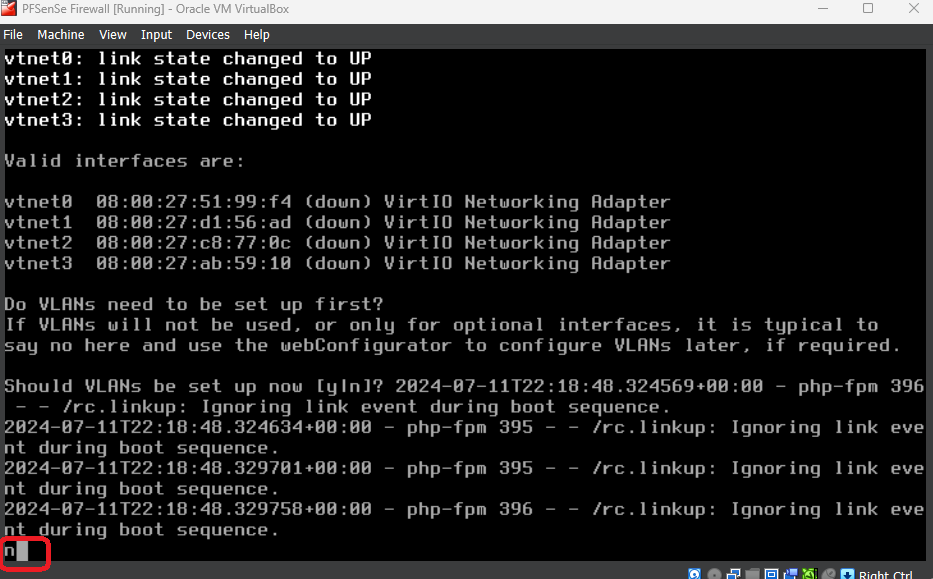 PFSenSe Firewall [Running] - Oracle VM VirtualBox
File Machine View Input Devices Help
vtnet0: link state changed to UP
vtnet1: link state changed to UP
vtnet2: link state changed to UP
vtnet3: link state changed to UP
Valid interfaces are:
vtnet0 08:00:27:51:99:f4 (down) VirtIO Networking Adapter
vtnet1 08:00:27:d1:56:ad (down) VirtIO Networking Adapter
vtnet2 08:00:27:c8:77:0c (down) VirtIO Networking Adapter
vtnet3 08:00:27:ab:59:10 (down) VirtIO Networking Adapter
Do VLANs need to be set up first?
If VLANs will not be used, or only for optional interfaces, it is typical to
say no here and use the webConfigurator to configure VLANs later, if required.
Should VLANs be set up now [y|n]? 2024-07-11T22:18:48.324569+00:00 - php-fpm 396
- - /rc.linkup: Ignoring link event during boot sequence.
2024-07-11T22:18:48.324634+00:00 - php-fpm 395 - - /rc.linkup: Ignoring link eve
nt during boot sequence.
2024-07-11T22:18:48.329701+00:00 - php-fpm 395 - - /rc.linkup: Ignoring link eve
nt during boot sequence.
2024-07-11T22:18:48.329758+00:00 - php-fpm 396 - - /rc.linkup: Ignoring link eve
nt during boot sequence.
n
Right Ctrl